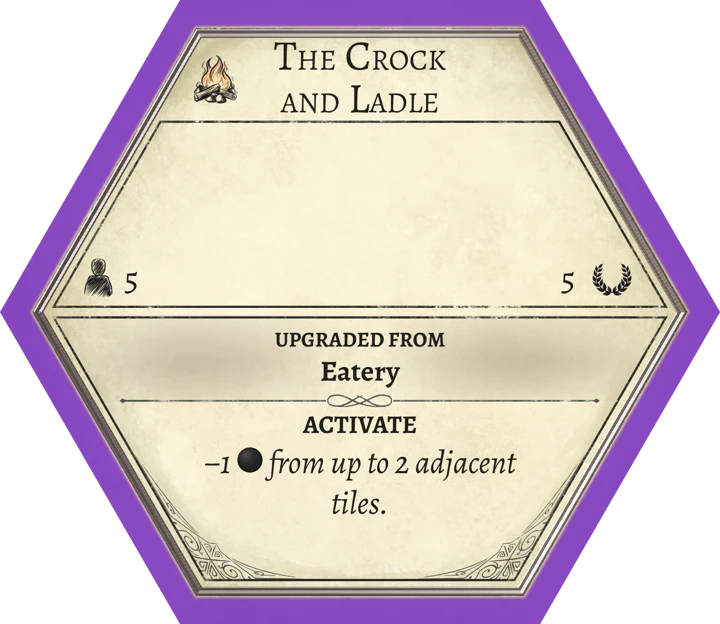 The Crock
and Ladle
5
5
UPGRADED FROM
Eatery
ACTIVATE
–1 from up to 2 adjacent
tiles.